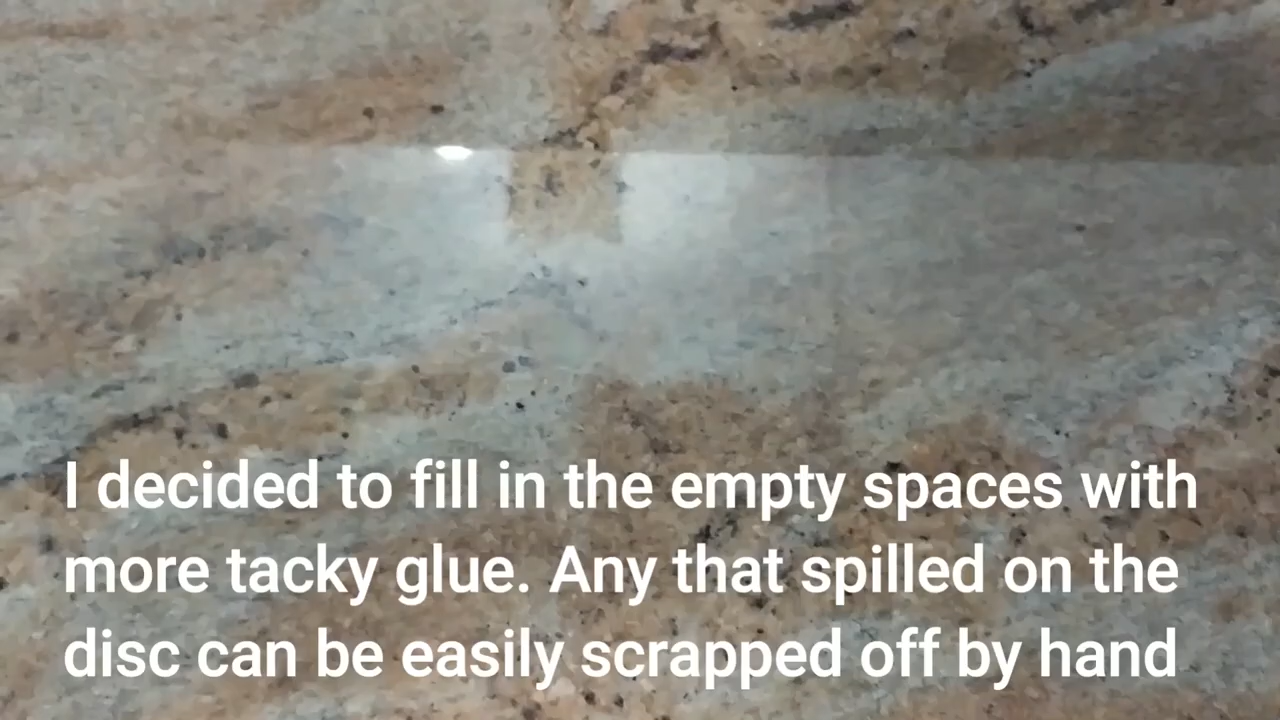 I decided to fill in the empty spaces with
more tacky glue. Any that spilled on the
disc can be easily scrapped off by hand